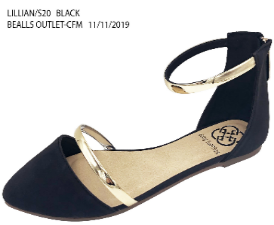 LILLIAN/S20 BLACK
BEALLS OUTLET-CFM 11/11/2019